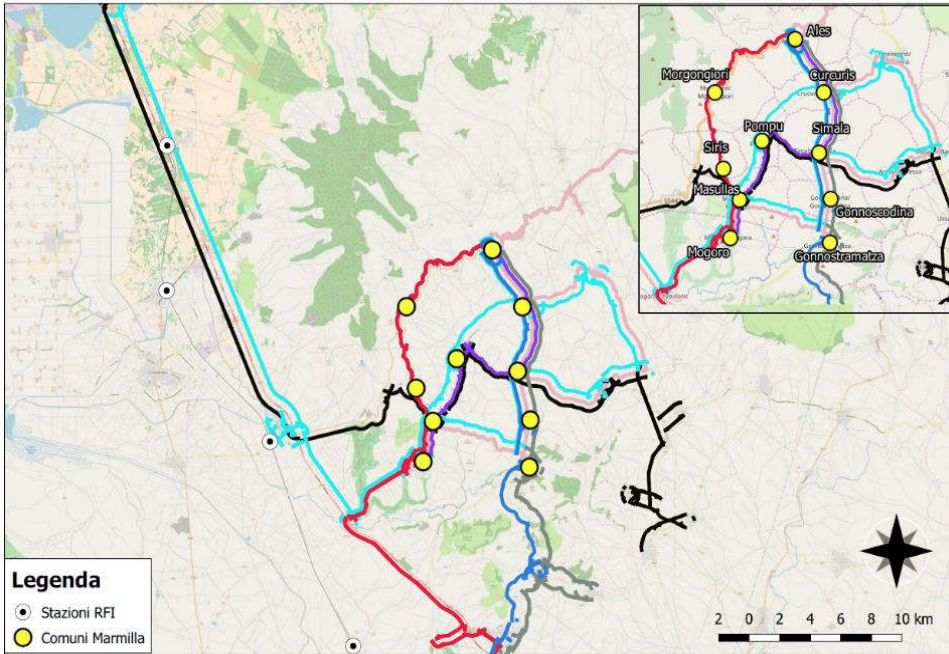 Ales
Morgongiori
Curcuris
Pompu
Simala
Siris
Masullas
Gonnoscodina
Mogoro
Gonnostramatza
Legenda
Stazioni RFI
Comuni Marmilla
2 0 2 4 6 8 10 km